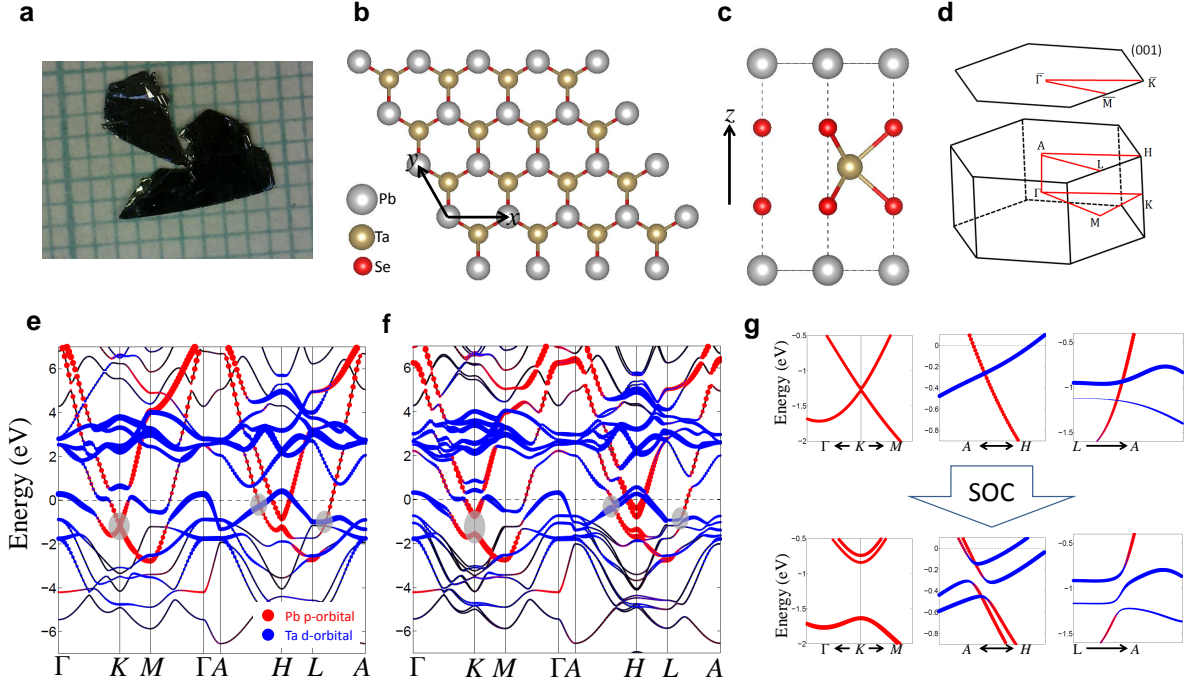 a
b
c
d
y
x
Pb
Ta
Se
z
(001)
Γ̅
K̅
M̅
A
L
H
Γ
K
M
e
f
g
Energy (eV)
6
4
2
0
−2
−4
−6
Pb p-orbital
Ta d-orbital
Γ K M Γ A H L A
6
4
2
0
−2
−4
−6
Γ K M Γ A H L A
Energy (eV)
−0.5
−1
−1.5
−2
Γ K M
0
−0.2
−0.4
−0.6
−0.8
A H
−0.5
−1
−1.5
L A
SOC
Energy (eV)
−0.5
−1
−1.5
−2
Γ K M
0
−0.2
−0.4
−0.6
−0.8
A H
−0.5
−1
−1.5
L A